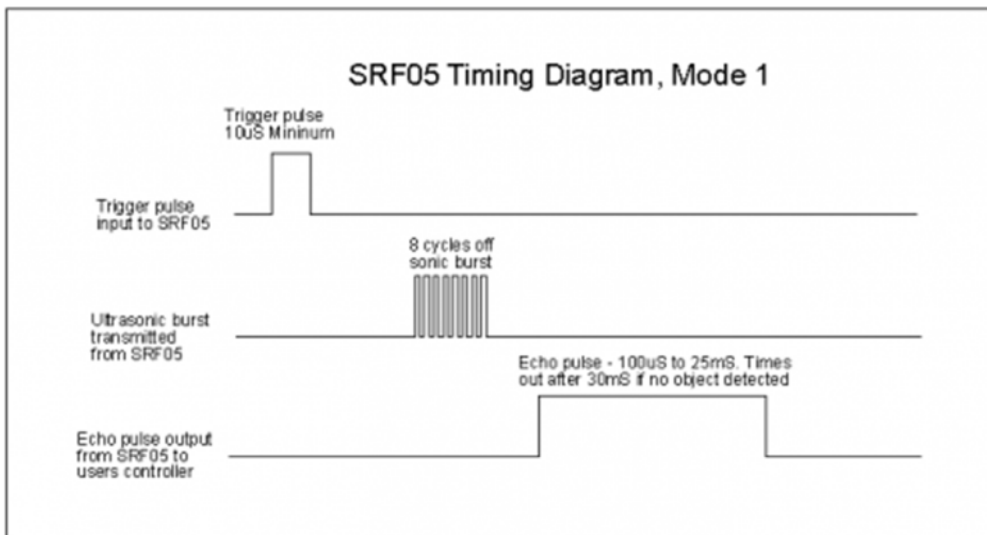 SRF05 Timing Diagram, Mode 1
Trigger pulse
10uS Mininum
Trigger pulse
input to SRF05
8 cycles off
sonic burst
Ultrasonic burst
transmitted
from SRF05
Echo pulse - 100uS to 25mS. Times
out after 30mS if no object detected
Echo pulse output
from SRF05 to
users controller